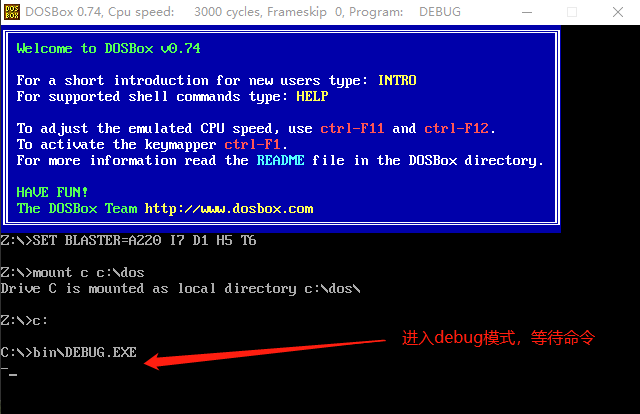 DOSBox 0.74, Cpu speed: 3000 cycles, Frameskip 0, Program: DEBUG
Welcome to DOSBox v0.74
For a short introduction for new users type: INTRO
For supported shell commands type: HELP
To adjust the emulated CPU speed, use ctrl-F11 and ctrl-F12.
To activate the keymapper ctrl-F1.
For more information read the README file in the DOSBox directory.
HAVE FUN!
The DOSBox Team http://www.dosbox.com
Z:\>SET BLASTER=A220 I7 D1 H5 T6
Z:\>mount c c:\dos
Drive C is mounted as local directory c:\dos\
Z:\>c:
C:\>bin\DEBUG.EXE
进入debug模式，等待命令
-_